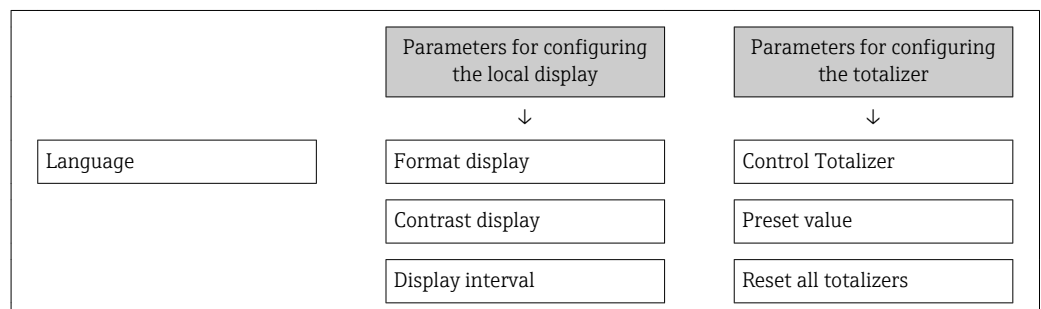 Parameters for configuring
the local display
Parameters for configuring
the totalizer
↓
↓
Language
Format display
Control Totalizer
Contrast display
Preset value
Display interval
Reset all totalizers